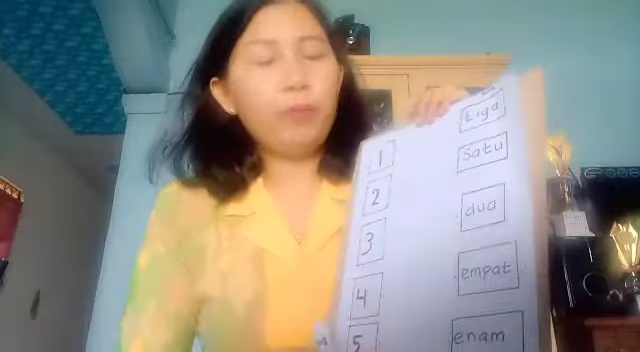 1 tiga
2 satu
3 dua
4 empat
5 enam